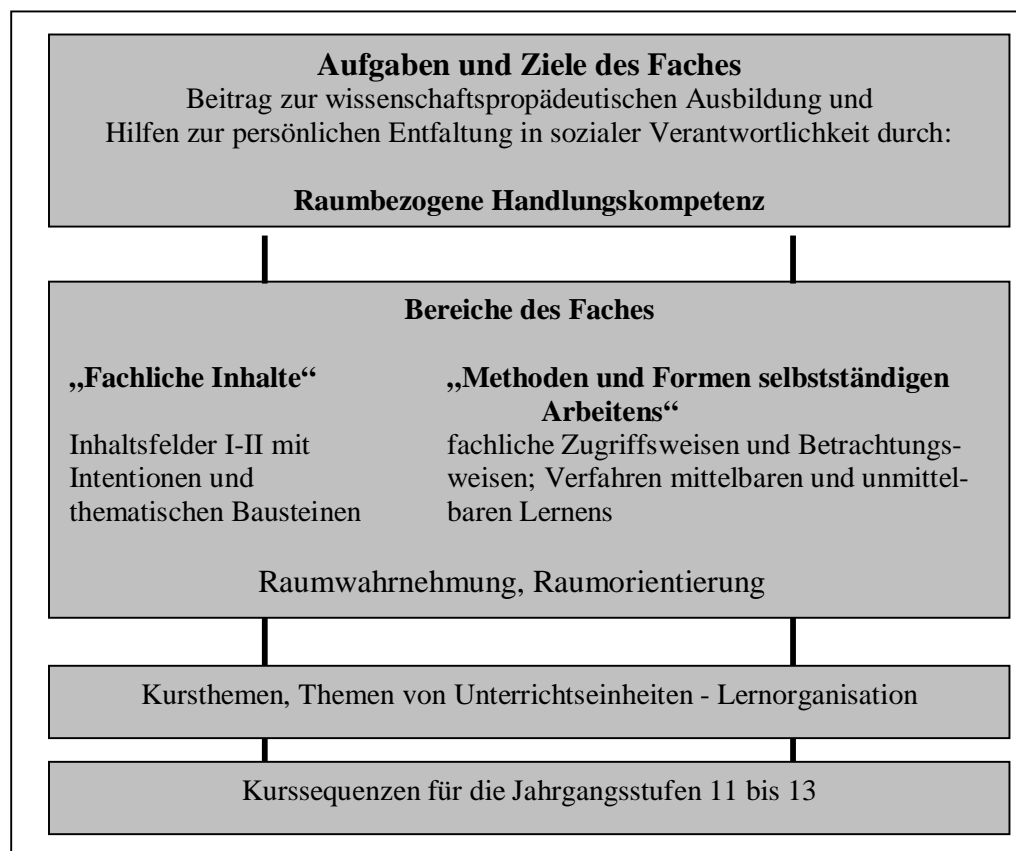 Aufgaben und Ziele des Faches
Beitrag zur wissenschaftspropädeutischen Ausbildung und
Hilfen zur persönlichen Entfaltung in sozialer Verantwortlichkeit durch:
Raumbezogene Handlungskompetenz
Bereiche des Faches
„Fachliche Inhalte“
Inhaltsfelder I-II mit
Intentionen und
thematischen Bausteinen
„Methoden und Formen selbstständigen
Arbeitens“
fachliche Zugriffsweisen und Betrachtungs-
weisen; Verfahren mittelbaren und unmittel-
baren Lernens
Raumwahrnehmung, Raumorientierung
Kursthemen, Themen von Unterrichtseinheiten - Lernorganisation
Kurssequenzen für die Jahrgangsstufen 11 bis 13